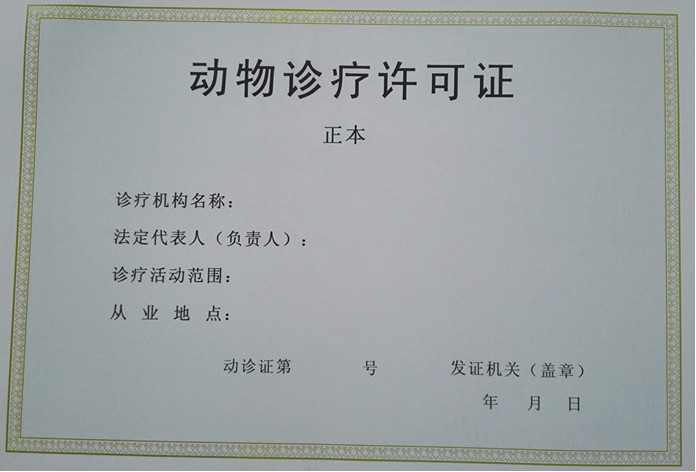 动物诊疗许可证
正本
诊疗机构名称：
法定代表人（负责人）：
诊疗活动范围：
从 业 地 点：
动诊证第 号 发证机关（盖章）
年 月 日